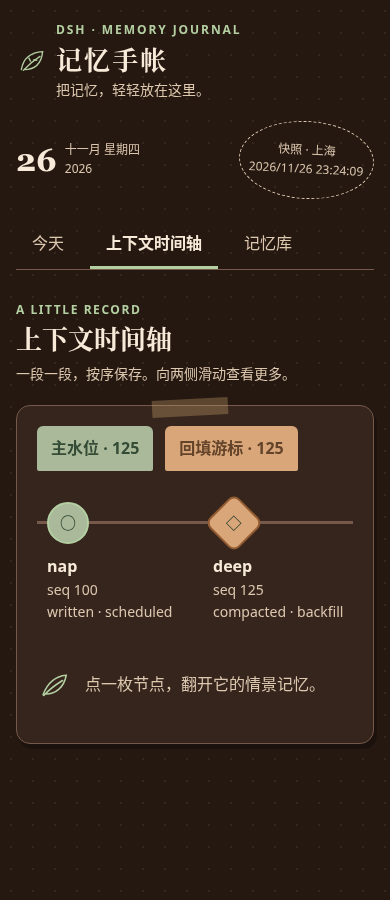 DSH · MEMORY JOURNAL
记忆手帐
把记忆，轻轻放在这里。
26
十一月 星期四
2026
快照 · 上海
2026/11/26 23:24:09
今天
上下文时间轴
记忆库
A LITTLE RECORD
上下文时间轴
一段一段，按序保存。向两侧滑动查看更多。
主水位 · 125
回填游标 · 125
nap
seq 100
written · scheduled
deep
seq 125
compacted · backfill
点一枚节点，翻开它的情景记忆。